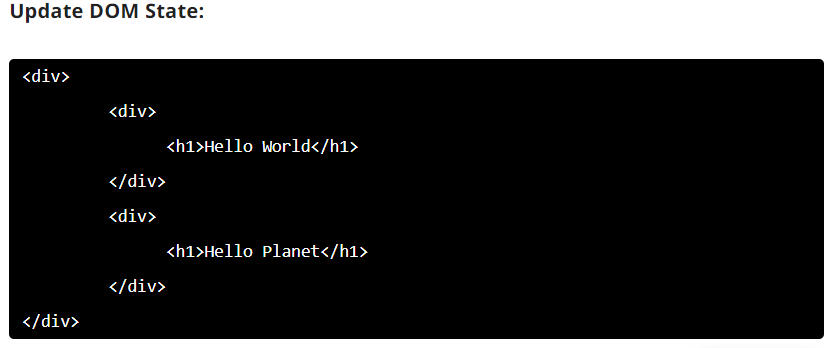 Update DOM State:
<div>
<div>
<h1>Hello World</h1>
</div>
<div>
<h1>Hello Planet</h1>
</div>
</div>